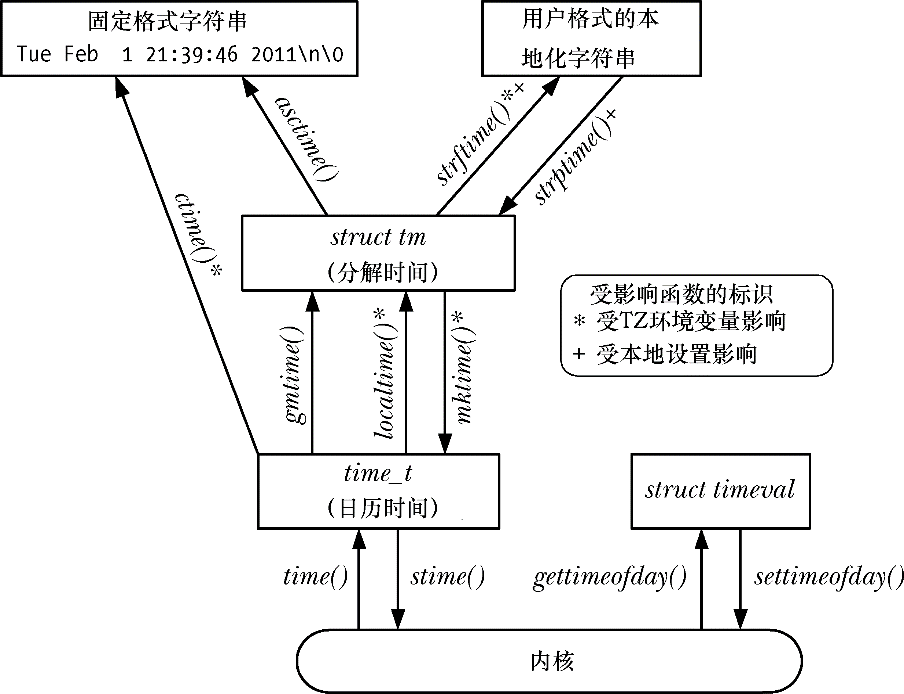 固定格式字符串
Tue Feb  1 21:39:46 2011\n\0
用户格式的本
地化字符串
asctime()
strftime()*+
strptime()+
ctime()*
struct tm
(分解时间)
受影响函数的标识
* 受TZ环境变量影响
+ 受本地设置影响
gmtime()
localtime()*
mktime()*
time_t
(日历时间)
struct timeval
time()
stime()
gettimeofday()
settimeofday()
内核